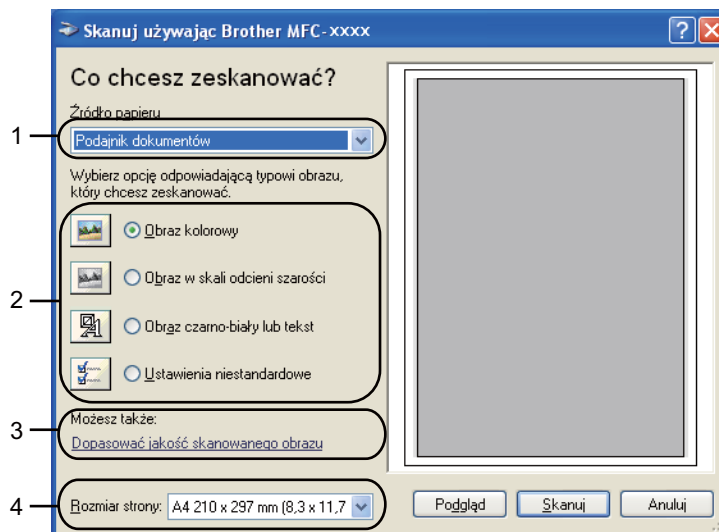 Skanuj używając Brother MFC-xxxx
Co chcesz zeskanować?
Źródło papieru
1
Podajnik dokumentów
Wybierz opcję odpowiadającą typowi obrazu,
który chcesz zeskanować.
Obraz kolorowy
Obraz w skali odcieni szarości
2
Obraz czarno-biały lub tekst
Ustawienia niestandardowe
Możesz także:
3
Dopasować jakość skanowanego obrazu
4
Rozmiar strony: A4 210 x 297 mm (8,3 x 11,7
Podgląd Skanuj Anuluj